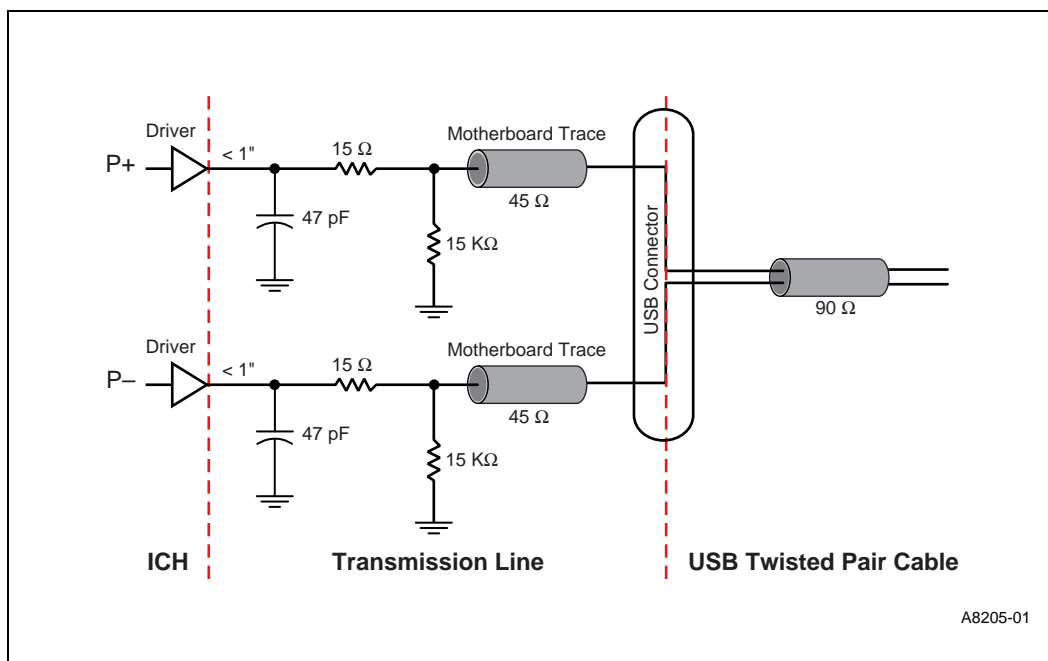 Driver
P+
< 1"
15 Ω
Motherboard Trace
45 Ω
47 pF
15 KΩ
USB Connector
90 Ω
Driver
P–
< 1"
15 Ω
Motherboard Trace
45 Ω
47 pF
15 KΩ
ICH
Transmission Line
USB Twisted Pair Cable
A8205-01